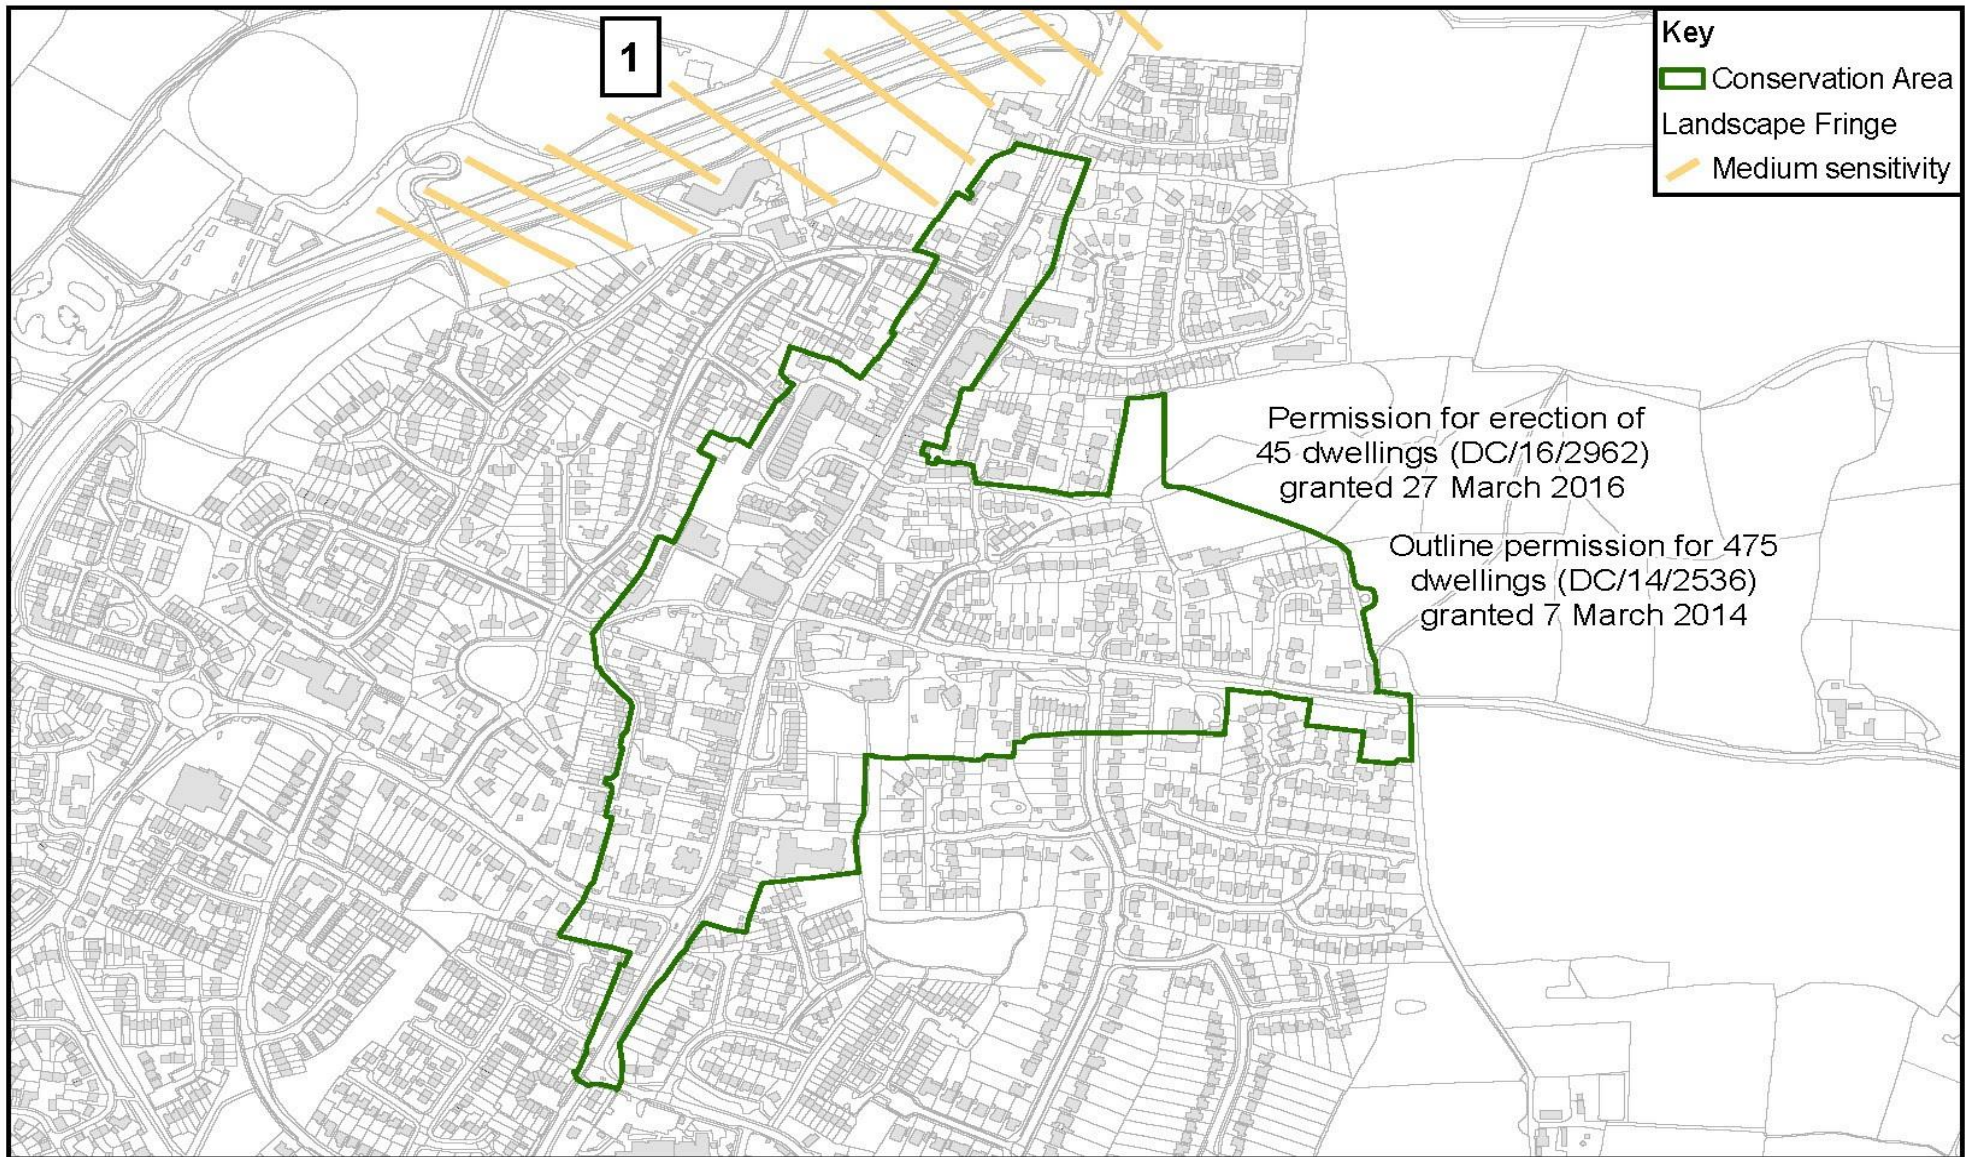 1
Key
Conservation Area
Landscape Fringe
Medium sensitivity
Permission for erection of
45 dwellings (DC/16/2962)
granted 27 March 2016
Outline permission for 475
dwellings (DC/14/2536)
granted 7 March 2014